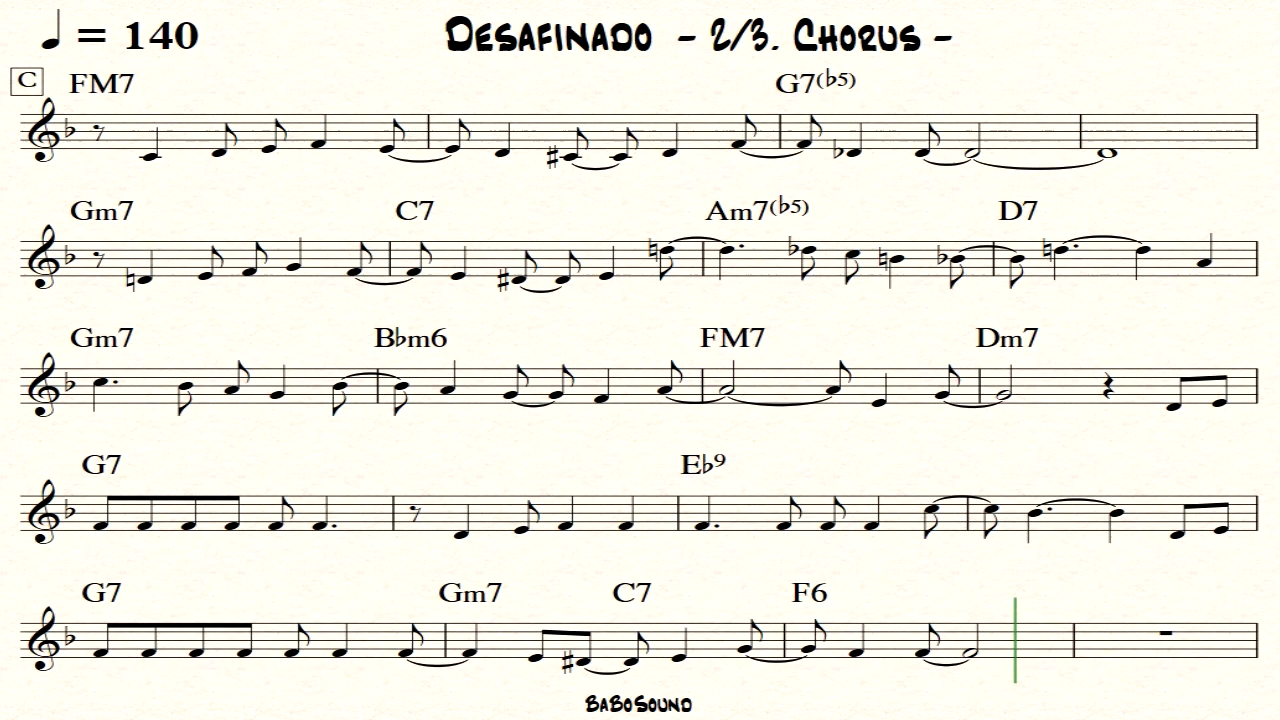 ♩ = 140 DESAFINADO - 2/3. CHORUS -
C FM7 G7(♭5)
Gm7 C7 Am7(♭5) D7
Gm7 B♭m6 FM7 Dm7
G7 E♭9
G7 Gm7 C7 F6
BABOSOUND